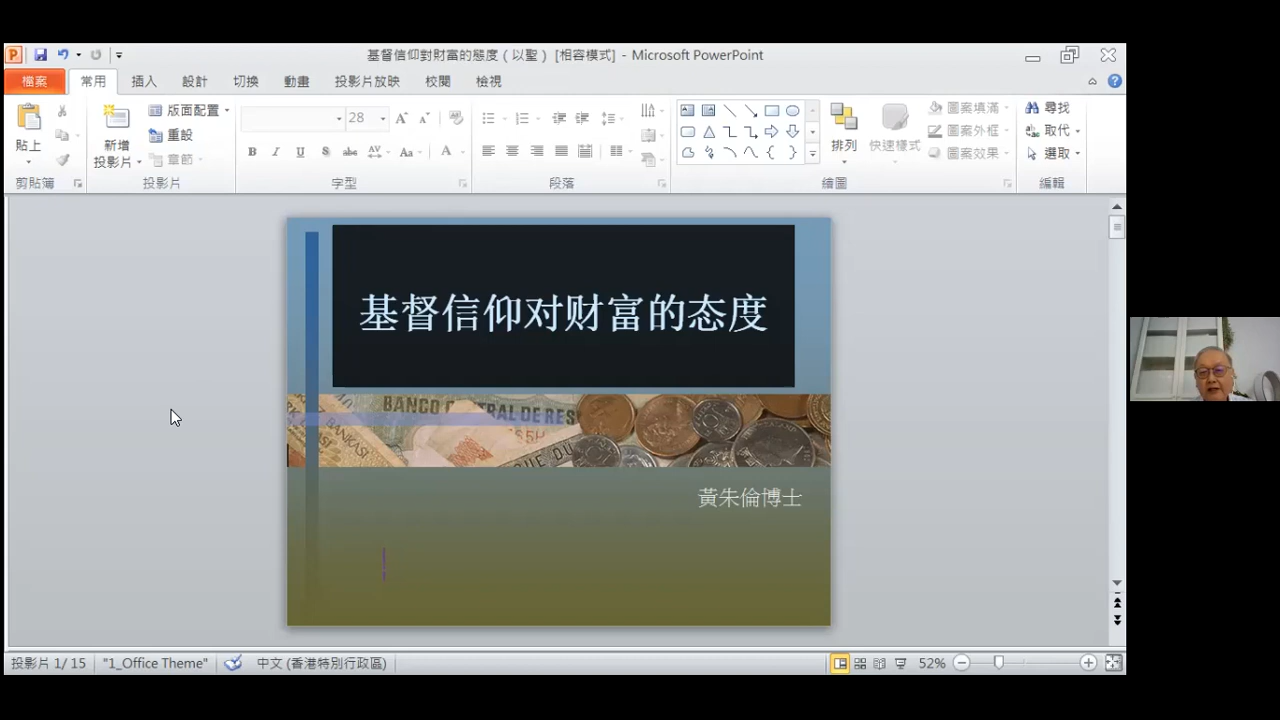 基督信仰對財富的態度（以聖）[相容模式] - Microsoft PowerPoint
檔案 常用 插入 設計 切換 動畫 投影片放映 校閱 檢視
貼上
剪貼簿
新增
投影片
版面配置
重設
章節
投影片
28
字型
段落
排列
快速樣式
圖案填滿
圖案外框
圖案效果
繪圖
尋找
取代
選取
編輯
基督信仰对财富的态度
BANCO CENTRAL DE RES
黃朱倫博士
投影片 1/ 15 "1_Office Theme" 中文 (香港特別行政區) 52%